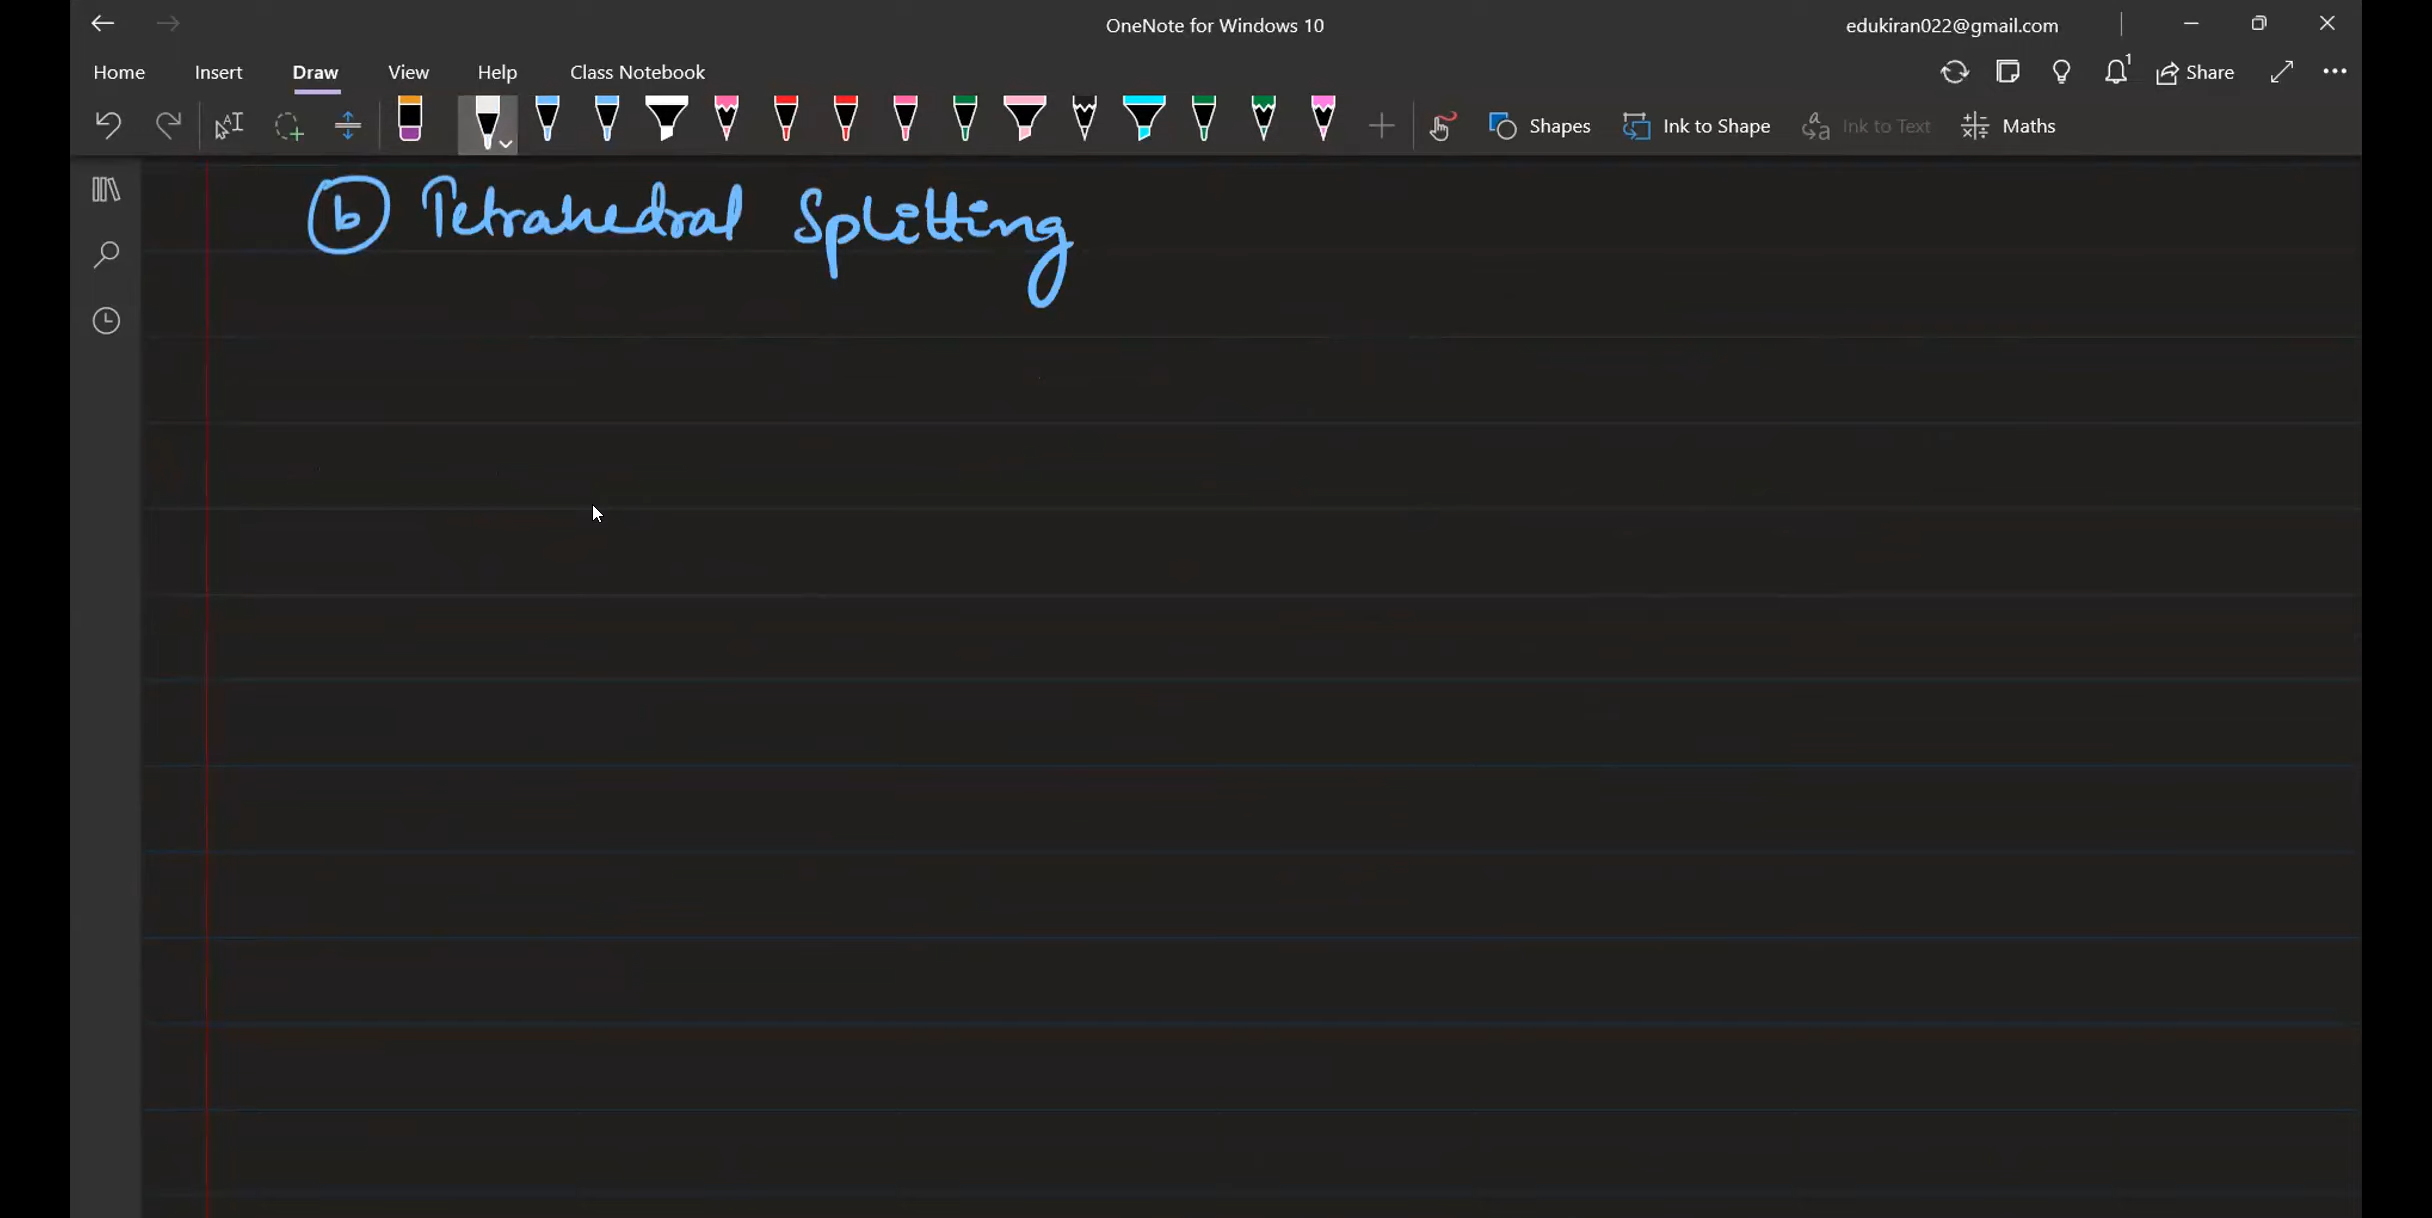 OneNote for Windows 10
edukiran022@gmail.com
Home Insert Draw View Help Class Notebook
1
Share
Shapes Ink to Shape Ink to Text Maths
b Tetrahedral Splitting